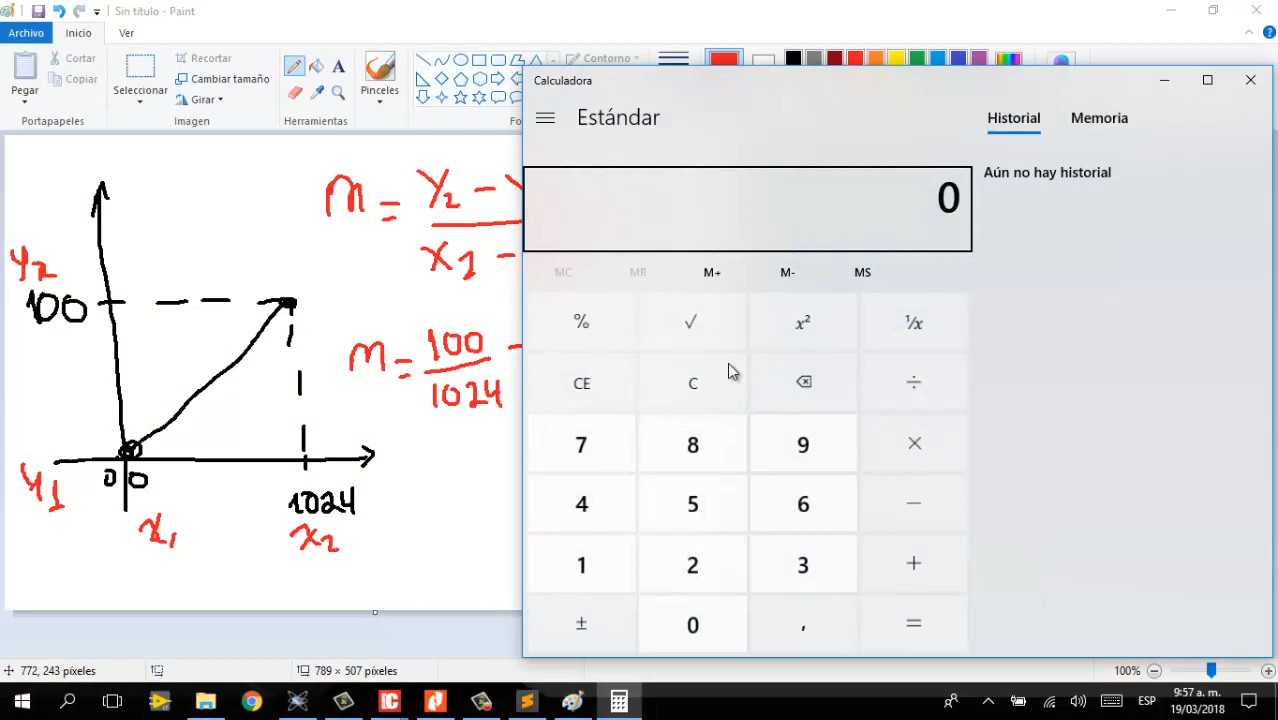 Sin título - Paint
Archivo Inicio Ver
Pegar
Cortar
Copiar
Portapapeles
Seleccionar
Recortar
Cambiar tamaño
Girar
Imagen
A
Herramientas
Pinceles
Contorno
Calculadora
Estándar
Historial Memoria
Aún no hay historial
0
MC MR M+ M- MS
% √ x² ¹/x
CE C ÷
7 8 9 ×
4 5 6 −
1 2 3 +
± 0 , =
Y2
100
0 0
Y1
X1
1024
X2
M = Y2 - Y
X2 -
M = 100 -
1024
772, 243 píxeles
789 × 507 píxeles
100%
ESP
9:57 a. m.
19/03/2018